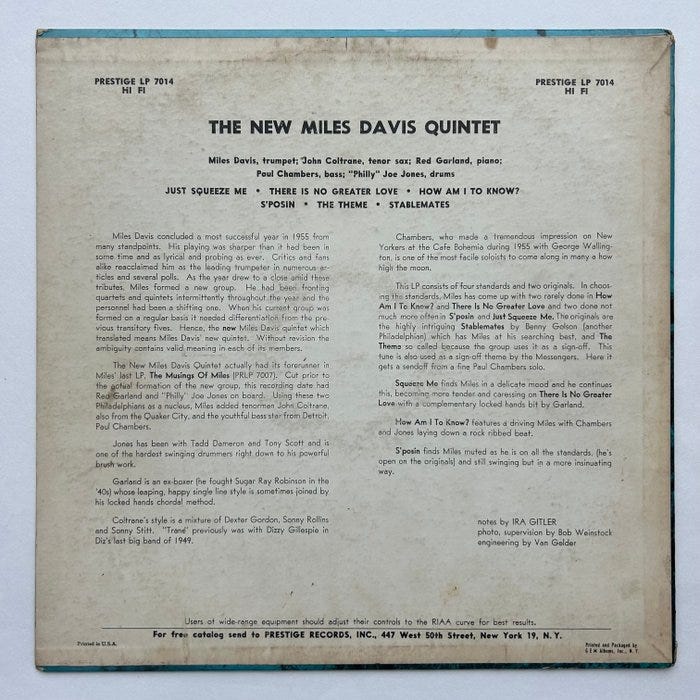 PRESTIGE LP 7014
HI FI
PRESTIGE LP 7014
HI FI
THE NEW MILES DAVIS QUINTET
Miles Davis, trumpet; John Coltrane, tenor sax; Red Garland, piano;
Paul Chambers, bass; "Philly" Joe Jones, drums
JUST SQUEEZE ME • THERE IS NO GREATER LOVE • HOW AM I TO KNOW?
S'POSIN • THE THEME • STABLEMATES
Miles Davis concluded a most successful year in 1955 from
many standpoints. His playing was sharper than it had been in
some time and as lyrical and probing as ever. Critics and fans
alike reacclaimed him as the leading trumpeter in numerous ar-
ticles and several polls. As the year drew to a close amid these
tributes, Miles formed a new group. He had been fronting
quartets and quintets intermittently throughout the year and the
personnel had been a shifting one. When his current group was
formed on a regular basis it needed differentiation from the pre-
vious transitory fives. Hence, the new Miles Davis quintet which
translated means Miles Davis' new quintet. Without revision the
ambiguity contains valid meaning in each of its members.
The New Miles Davis Quintet actually had its forerunner in
Miles' last LP, The Musings Of Miles (PRLP 7007). Cut prior to
the actual formation of the new group, this recording date had
Red Garland and "Philly" Joe Jones on board. Using these two
Philadelphians as a nucleus, Miles added tenorman John Coltrane,
also from the Quaker City, and the youthful bass star from Detroit,
Paul Chambers.
Jones has been with Tadd Dameron and Tony Scott and is
one of the hardest swinging drummers right down to his powerful
brush work.
Garland is an ex-boxer (he fought Sugar Ray Robinson in the
'40s) whose leaping, happy single line style is sometimes joined by
his locked hands chordal method.
Coltrane's style is a mixture of Dexter Gordon, Sonny Rollins
and Sonny Stitt. "Trane" previously was with Dizzy Gillespie in
Diz's last big band of 1949.
Chambers, who made a tremendous impression on New
Yorkers at the Cafe Bohemia during 1955 with George Walling-
ton, is one of the most facile soloists to come along in many a how
high the moon.
This LP consists of four standards and two originals. In choos-
ing the standards, Miles has come up with two rarely done in How
Am I To Know? and There Is No Greater Love and two done not
much more often in S'posin and Just Squeeze Me. The originals are
the highly intriguing Stablemates by Benny Golson (another
Philadelphian) which has Miles at his searching best, and The
Theme so called because the group uses it as a sign-off. This
tune is also used as a sign-off theme by the Messengers. Here it
gets a sendoff from a fine Paul Chambers solo.
Squeeze Me finds Miles in a delicate mood and he continues
this, becoming more tender and caressing on There Is No Greater
Love with a complementary locked hands bit by Garland.
How Am I To Know? features a driving Miles with Chambers
and Jones laying down a rock ribbed beat.
S'posin finds Miles muted as he is on all the standards, (he's
open on the originals) and still swinging but in a more insinuating
way.
notes by IRA GITLER
photo, supervision by Bob Weinstock
engineering by Van Gelder
Users of wide-range equipment should adjust their controls to the RIAA curve for best results.
For free catalog send to PRESTIGE RECORDS, INC., 447 West 50th Street, New York 19, N. Y.
Printed in U.S.A.
Printed and Packaged by
G E M Albums, Inc., N. Y.